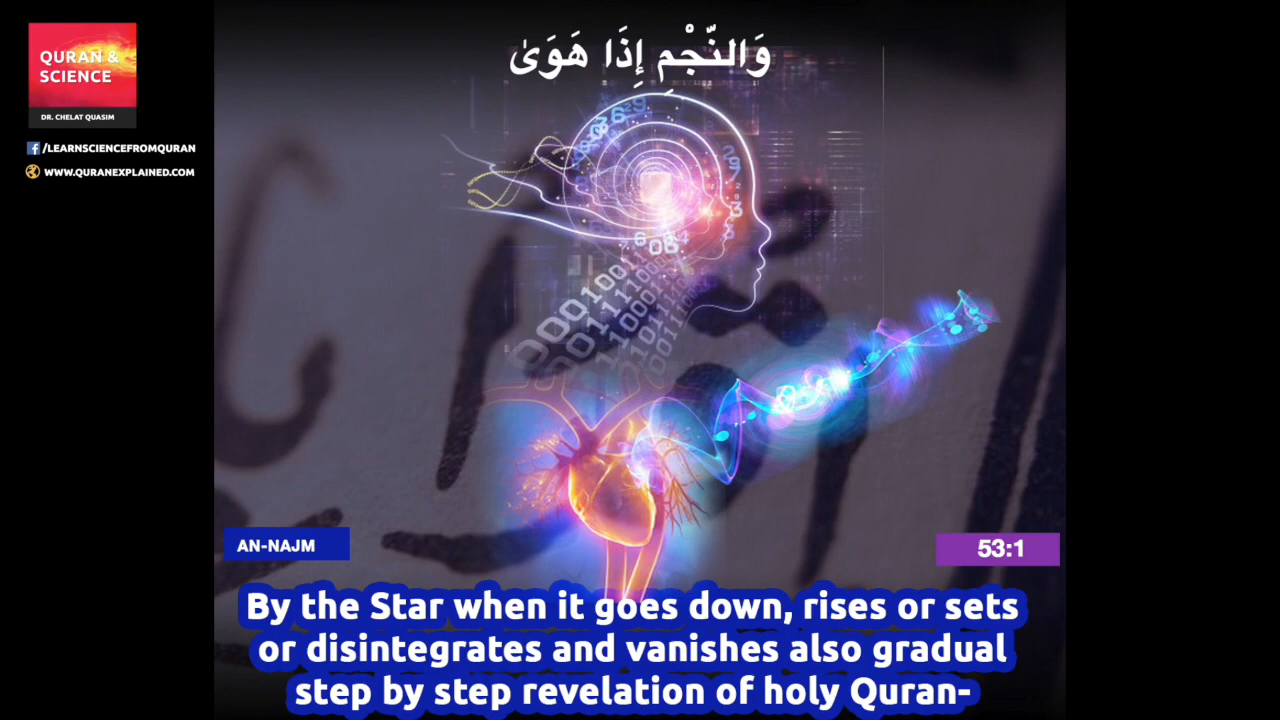 QURAN &
SCIENCE
DR. CHELAT QUASIM
/LEARNSCIENCEFROMQURAN
WWW.QURANEXPLAINED.COM
وَالنَّجْمِ إِذَا هَوَىٰ
AN-NAJM
53:1
By the Star when it goes down, rises or sets
or disintegrates and vanishes also gradual
step by step revelation of holy Quran-